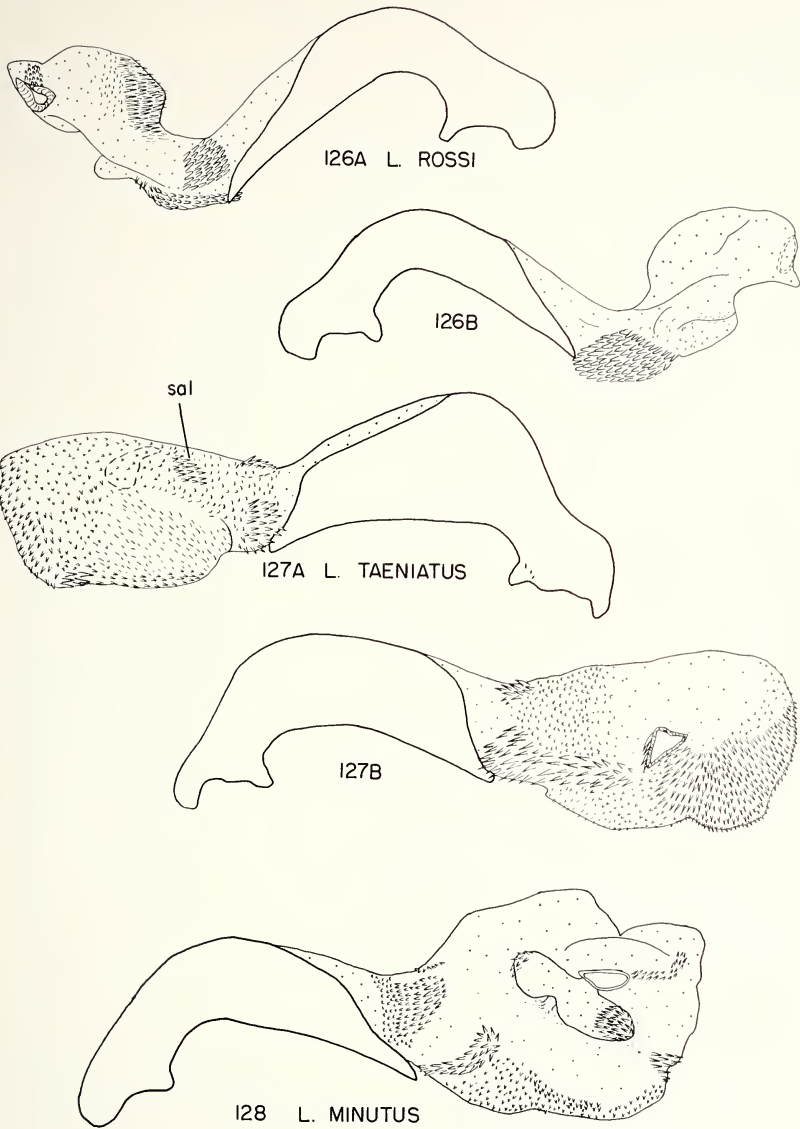 126A L. ROSSI
126B
sal
127A L. TAENIATUS
127B
128 L. MINUTUS